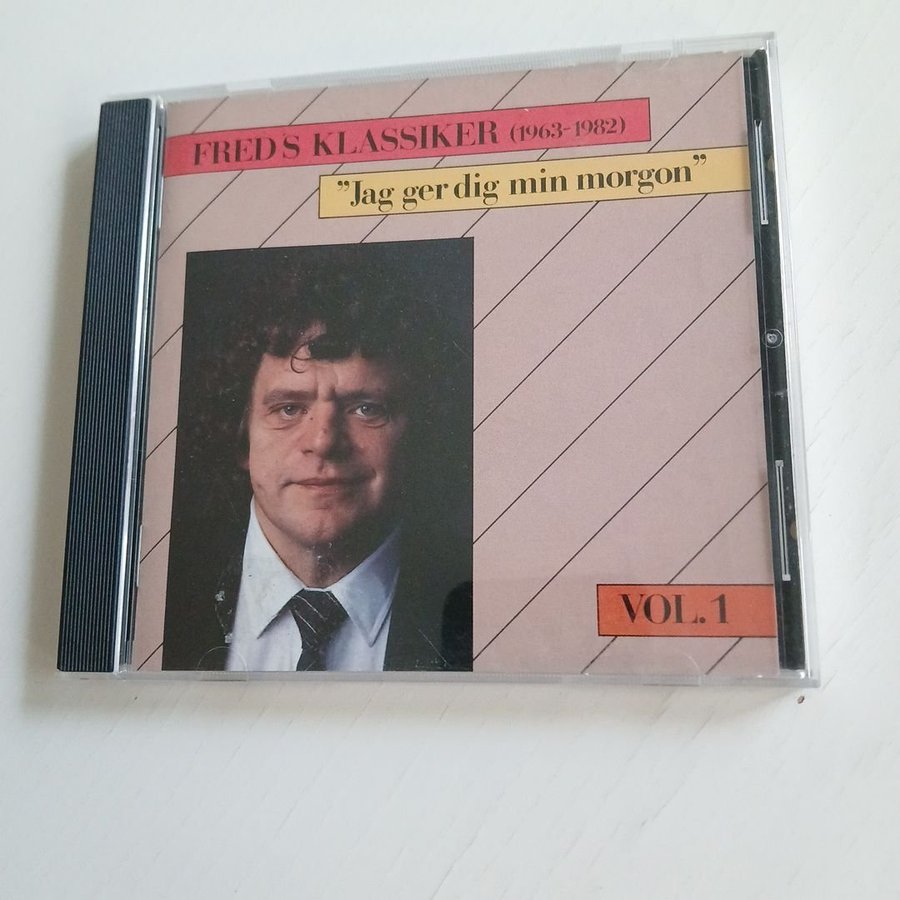 FRED'S KLASSIKER (1963-1982)
"Jag ger dig min morgon"
VOL. 1